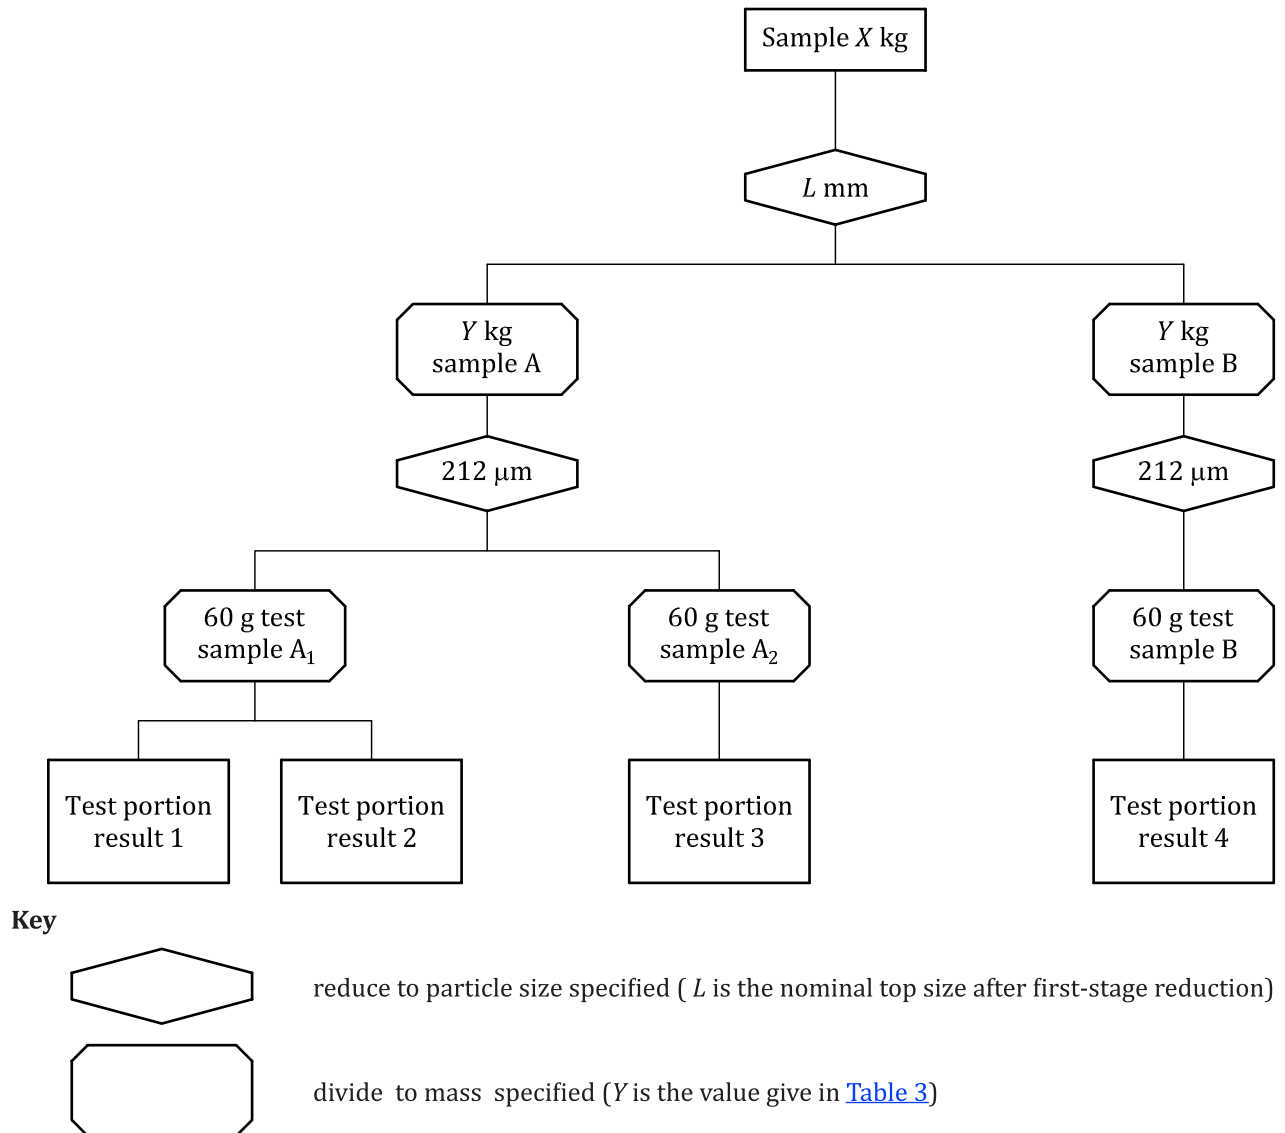 Sample X kg
L mm
Y kg
sample A
Y kg
sample B
212 μm
212 μm
60 g test
sample A₁
60 g test
sample A₂
60 g test
sample B
Test portion
result 1
Test portion
result 2
Test portion
result 3
Test portion
result 4
Key
reduce to particle size specified ( L is the nominal top size after first-stage reduction)
divide to mass specified (Y is the value give in Table 3)